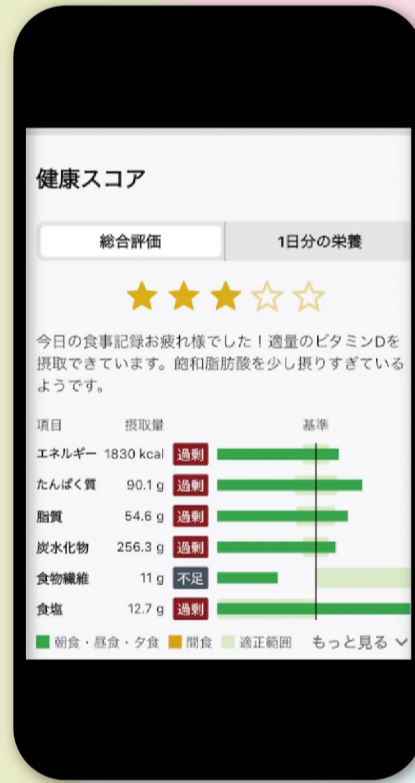 健康スコア
総合評価 1日分の栄養
今日の食事記録お疲れ様でした！適量のビタミンDを
摂取できています。飽和脂肪酸を少し摂りすぎている
ようです。
項目 摂取量 基準
エネルギー 1830 kcal 過剰
たんぱく質 90.1 g 過剰
脂質 54.6 g 過剰
炭水化物 256.3 g 過剰
食物繊維 11 g 不足
食塩 12.7 g 過剰
朝食・昼食・夕食 間食 適正範囲 もっと見る